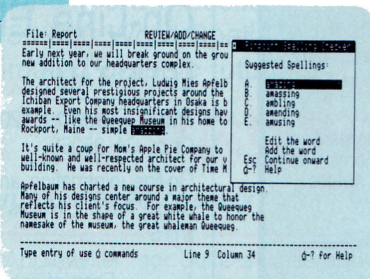 File: Report REVIEW/ADD/CHANGE
Early next year, we will break ground on the grou
new addition to our headquarters complex.
The architect for the project, Ludwig Mies Apfelb
designed several prestigious projects around the
Ichiban Export Company headquarters in Osaka is b
example. Even his most insignificant designs hav
awards -- like the Queequeg Museum in his home to
Rockport, Maine -- simple
It's quite a coup for Mom's Apple Pie Company to
well-known and well-respected architect for our w
building. He was recently on the cover of Time M
Apfelbaum has charted a new course in architectural design.
Many of his designs center around a major theme that
reflects his client's focus. For example, the Queequeg
Museum is in the shape of a great white whale to honor the
namesake of the museum, the great whaleman Queequeg.
Type entry or use commands Line 9 Column 34 -? for Help
Spelling Checker
Suggested Spellings:
A. amazing
B. amassing
C. ambling
D. amending
E. amusing
Edit the word
Add the word
Esc Continue onward
-? Help